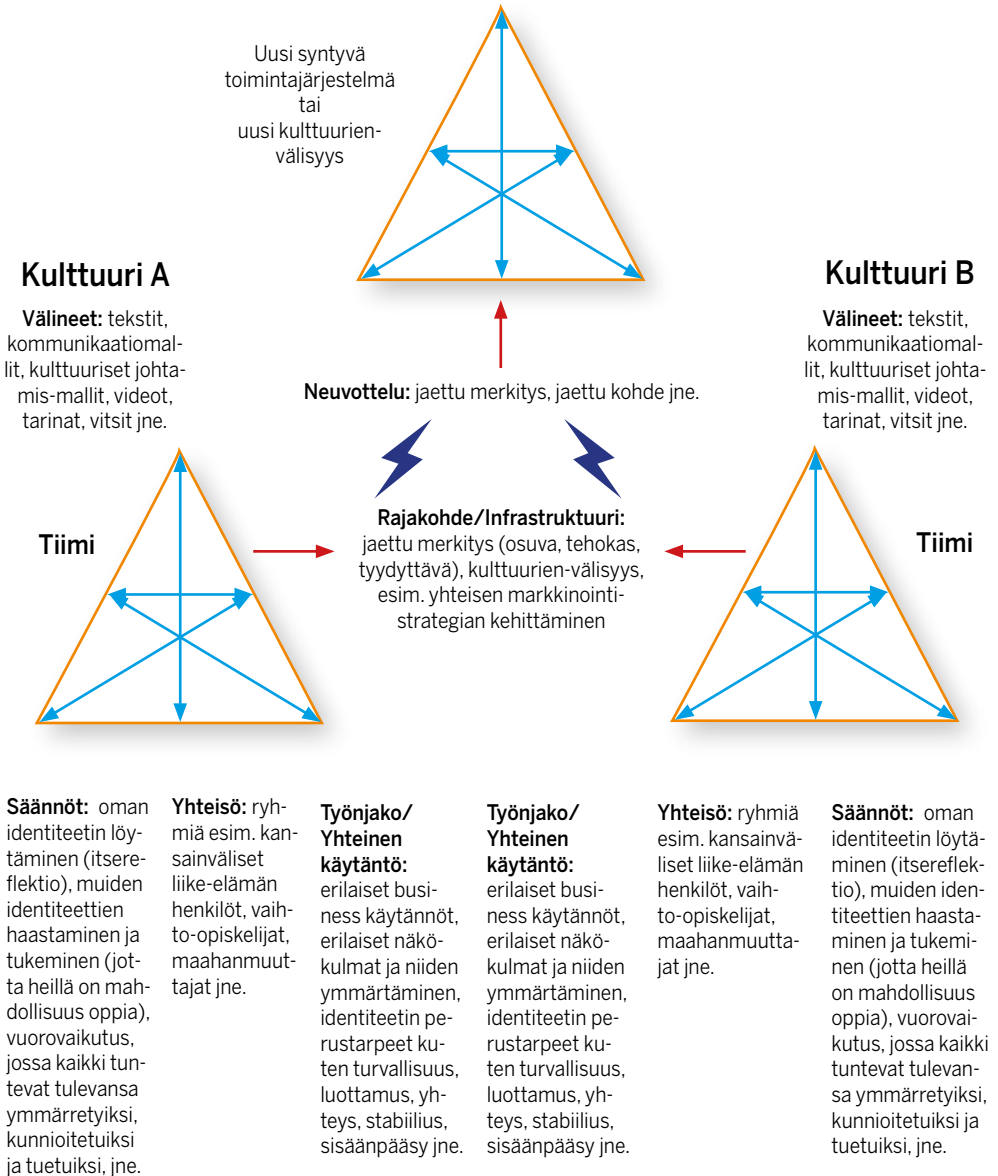 Uusi syntyvä
toimintajärjestelmä
tai
uusi kulttuurien-
välisyys
Kulttuuri A
Välineet: tekstit,
kommunikaatiomal-
lit, kulttuuriset johta-
mis-mallit, videot,
tarinat, vitsit jne.
Kulttuuri B
Välineet: tekstit,
kommunikaatiomal-
lit, kulttuuriset johta-
mis-mallit, videot,
tarinat, vitsit jne.
Neuvottelu: jaettu merkitys, jaettu kohde jne.
Tiimi
Rajakohde/Infrastruktuuri:
jaettu merkitys (osuva, tehokas,
tyydyttävä), kulttuurien-välisyys,
esim. yhteisen markkinointi-
strategian kehittäminen
Tiimi
Säännöt: oman
identiteetin löy-
täminen (itsere-
flektio), muiden
identiteettien
haastaminen ja
tukeminen (jot-
ta heillä on mah-
dollisuus oppia),
vuorovaikutus,
jossa kaikki tun-
tevat tulevansa
ymmärretyiksi,
kunnioitetuiksi
ja tuetuiksi, jne.
Yhteisö: ryh-
miä esim. kan-
sainväliset
liike-elämän
henkilöt, vaih-
to-opiskelijat,
maahanmuut-
tajat jne.
Työnjako/
Yhteinen
käytäntö:
erilaiset busi-
ness käytännöt,
erilaiset näkö-
kulmat ja niiden
ymmärtäminen,
identiteetin pe-
rustarpeet ku-
ten turvallisuus,
luottamus, yh-
teys, stabiilius,
sisäänpääsy jne.
Työnjako/
Yhteinen
käytäntö:
erilaiset busi-
ness käytännöt,
erilaiset näkö-
kulmat ja niiden
ymmärtäminen,
identiteetin pe-
rustarpeet ku-
ten turvallisuus,
luottamus, yh-
teys, stabiilius,
sisäänpääsy jne.
Yhteisö: ryhmiä
esim. kansainvä-
liset liike-elämän
henkilöt, vaih-
to-opiskelijat,
maahanmuutta-
jat jne.
Säännöt: oman
identiteetin löytä-
minen (itsereflek-
tio), muiden iden-
titeettien haasta-
minen ja tukemi-
nen (jotta heillä
on mahdollisuus
oppia), vuorovai-
kutus, jossa kaikki
tuntevat tulevan-
sa ymmärretyiksi,
kunnioitetuiksi ja
tuetuiksi, jne.